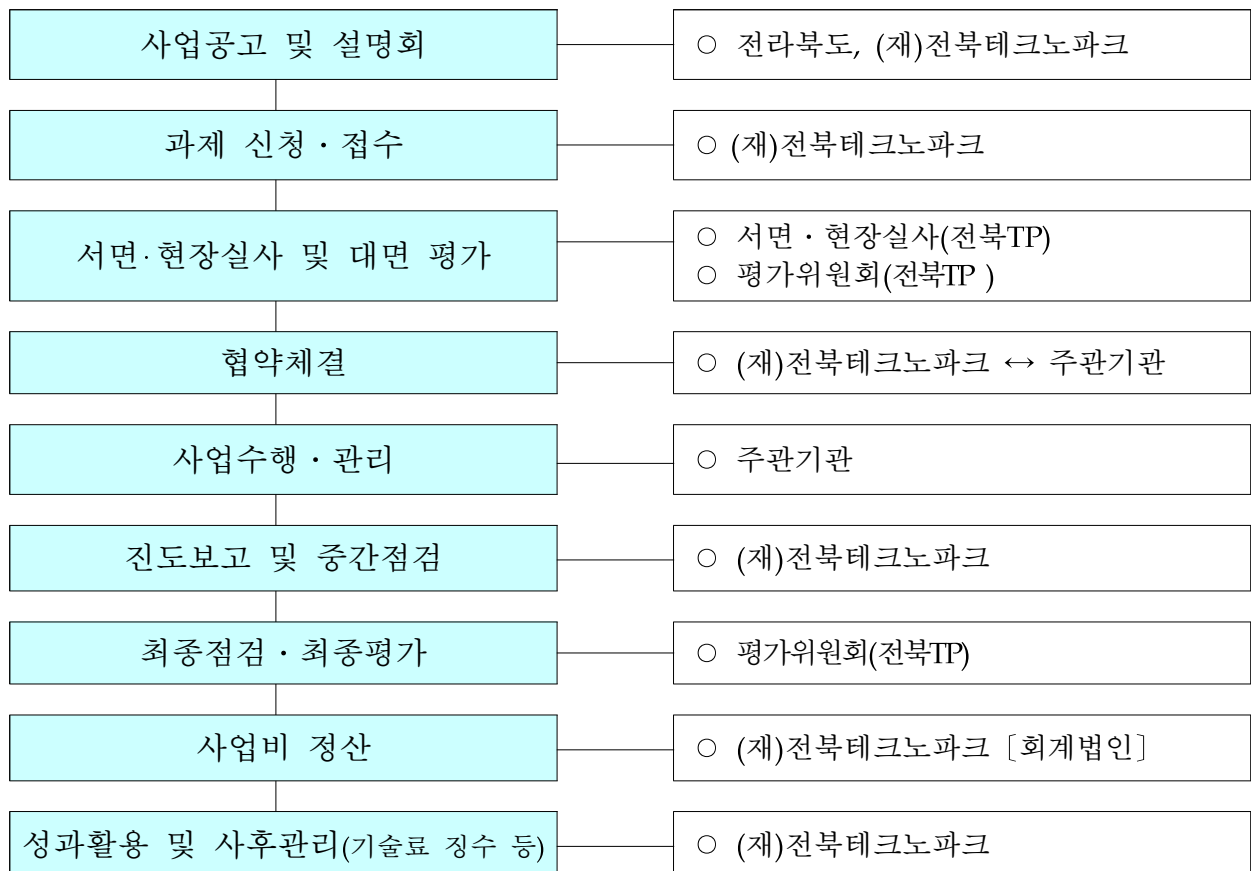 사업공고 및 설명회
○ 전라북도, (재)전북테크노파크
과제 신청·접수
○ (재)전북테크노파크
서면·현장실사 및 대면 평가
○ 서면·현장실사(전북TP)
○ 평가위원회(전북TP )
협약체결
○ (재)전북테크노파크 ↔ 주관기관
사업수행·관리
○ 주관기관
진도보고 및 중간점검
○ (재)전북테크노파크
최종점검·최종평가
○ 평가위원회(전북TP)
사업비 정산
○ (재)전북테크노파크〔회계법인〕
성과활용 및 사후관리(기술료 징수 등)
○ (재)전북테크노파크